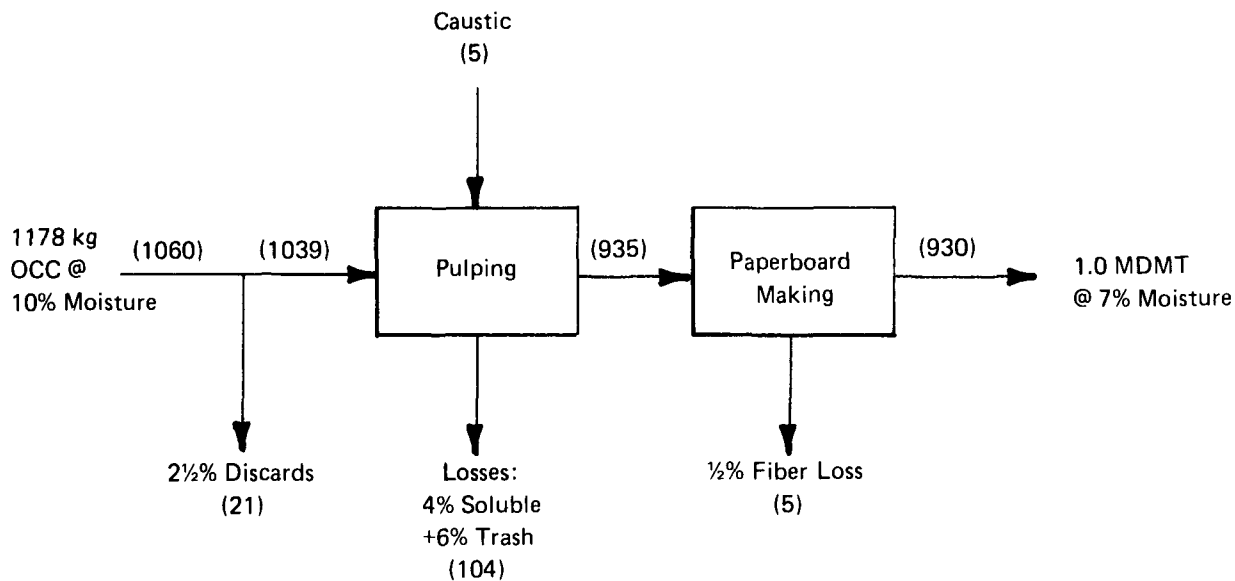 Caustic
(5)
1178 kg
OCC @
10% Moisture
(1060)
(1039)
Pulping
(935)
Paperboard
Making
(930)
1.0 MDMT
@ 7% Moisture
2½% Discards
(21)
Losses:
4% Soluble
+6% Trash
(104)
½% Fiber Loss
(5)